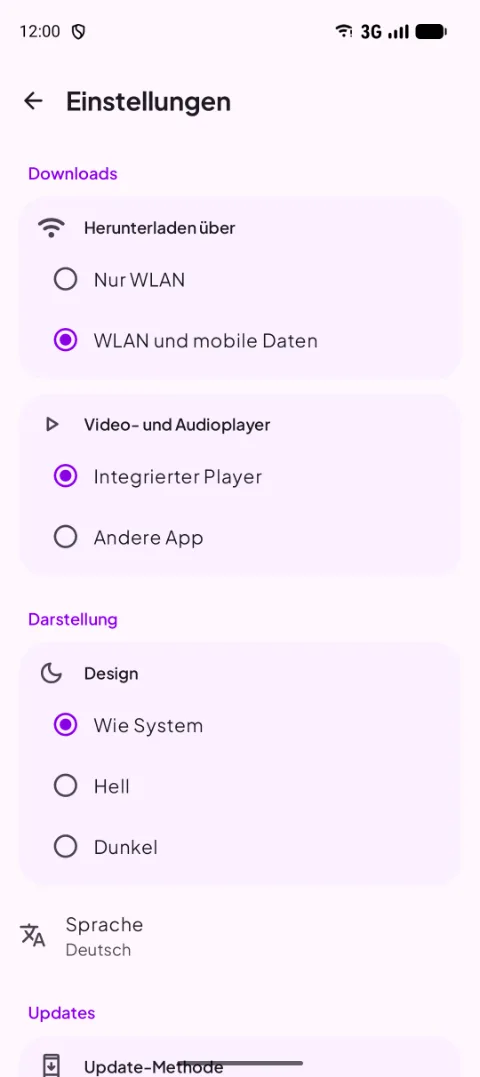 12:00
3G
Einstellungen
Downloads
Herunterladen über
Nur WLAN
WLAN und mobile Daten
Video- und Audioplayer
Integrierter Player
Andere App
Darstellung
Design
Wie System
Hell
Dunkel
Sprache
Deutsch
Updates
Update-Methode